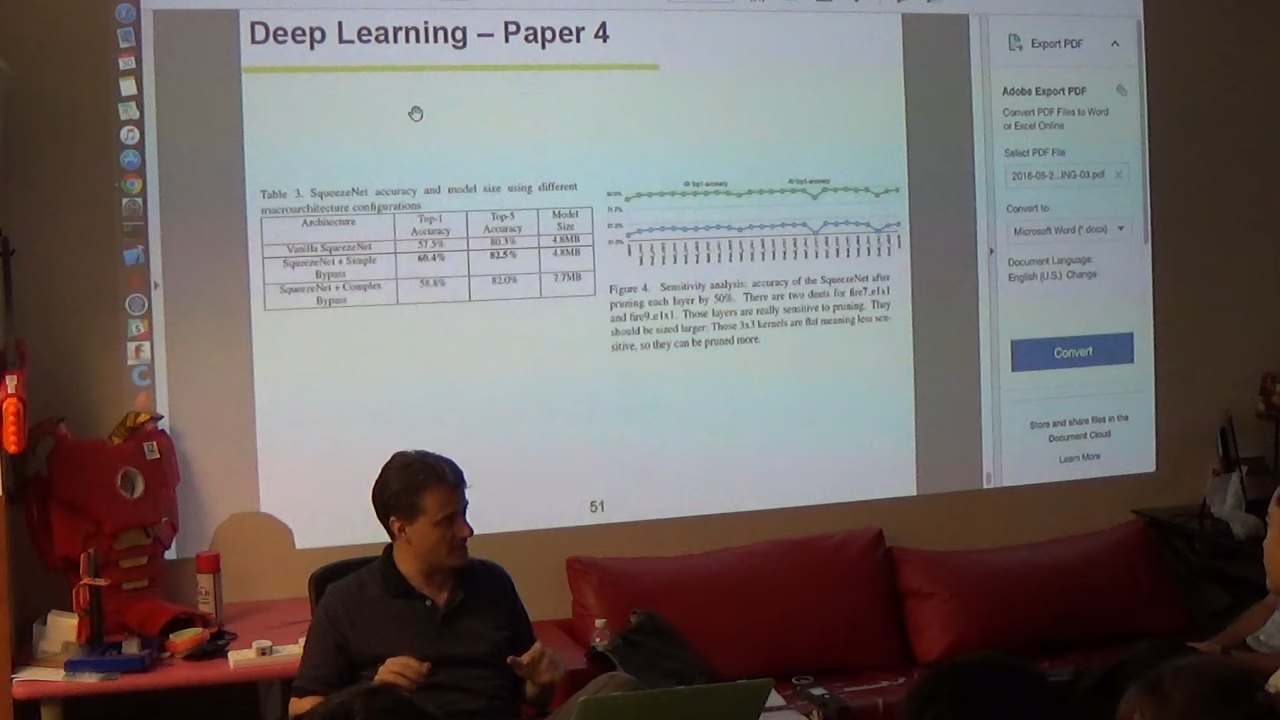 Deep Learning – Paper 4
Table 3. SqueezeNet accuracy and model size using different
macroarchitecture configurations
Architecture Top-1 Accuracy Top-5 Accuracy Model Size
Vanilla SqueezeNet 57.5% 80.3% 4.8MB
SqueezeNet + Simple Bypass 60.4% 82.5% 4.8MB
SqueezeNet + Complex Bypass 58.8% 82.0% 7.7MB
Figure 4. Sensitivity analysis: accuracy of the SqueezeNet after
pruning each layer by 50%. There are two dents for fire7.e1x1
and fire9.e1x1. Those layers are really sensitive to pruning. They
should be sized larger; Those 3x3 kernels are flat meaning less sen-
sitive, so they can be pruned more.
51
Export PDF
Adobe Export PDF
Convert PDF Files to Word
or Excel Online
Select PDF File
2016-05-2...ING-03.pdf
Convert to
Microsoft Word (*.docx)
Document Language:
English (U.S.) Change
Convert
Store and share files in the
Document Cloud
Learn More